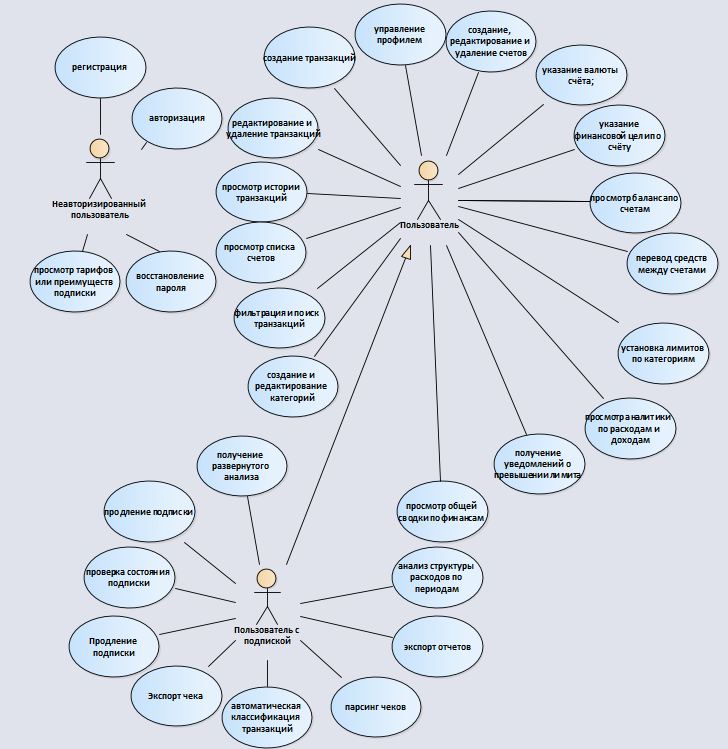 регистрация
авторизация
Неавторизированный
пользователь
просмотр тарифов
или преимуществ
подписки
восстановление
пароля
создание транзакций
управление
профилем
создание,
редактирование и
удаление счетов
указание валюты
счёта;
указание
финансовой цели по
счёту
просмотр баланса по
счетам
перевод средств
между счетами
редактирование и
удаление транзакций
просмотр истории
транзакций
просмотр списка
счетов
фильтрация и поиск
транзакций
создание и
редактирование
категорий
Пользователь
установка лимитов
по категориям
просмотр аналитики
по расходам и
доходам
получение
уведомлений о
превышении лимита
просмотр общей
сводки по финансам
получение
развернутого
анализа
продление подписки
проверка состояния
подписки
Продление
подписки
Экспорт чека
автоматическая
классификация
транзакций
парсинг чеков
экспорт отчетов
анализ структуры
расходов по
периодам
Пользователь с
подпиской